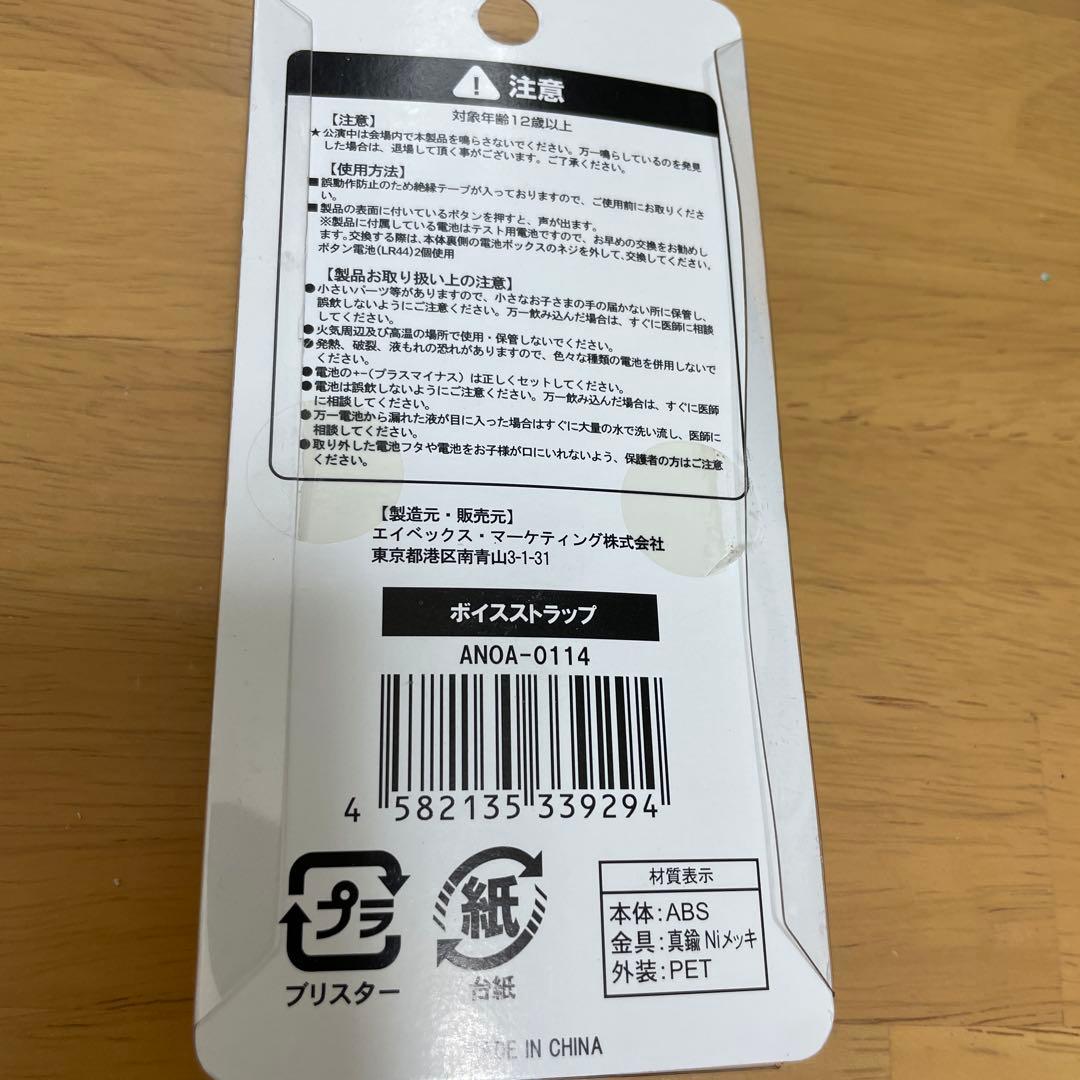 注意
対象年齢12歳以上
【注意】
★公演中は会場内で本製品を鳴らさないでください。万一鳴らしているのを発見
した場合は、退場して頂く事がございます。ご了承ください。
【使用方法】
■誤動作防止のため絶縁テープが入っておりますので、ご使用前にお取りくださ
い。
■製品の表面に付いているボタンを押すと、声が出ます。
※製品に付属している電池はテスト用電池ですので、お早めの交換をお勧めし
ます。交換する際は、本体裏側の電池ボックスのネジを外して、交換してください。
ボタン電池(LR44)2個使用
【製品お取り扱い上の注意】
●小さいパーツ等がありますので、小さなお子さまの手の届かない所に保管し、
誤飲しないようにご注意ください。万一飲み込んだ場合は、すぐに医師に相談
してください。
●火気周辺及び高温の場所で使用・保管しないでください。
●発熱、破裂、液もれの恐れがありますので、色々な種類の電池を併用しないで
ください。
●電池の+−(プラスマイナス)は正しくセットしてください。
●電池は誤飲しないようにご注意ください。万一飲み込んだ場合は、すぐに医師
に相談してください。
●万一電池から漏れた液が目に入った場合はすぐに大量の水で洗い流し、医師に
相談してください。
●取り外した電池フタや電池をお子様が口にいれないよう、保護者の方はご注意
ください。
【製造元・販売元】
エイベックス・マーケティング株式会社
東京都港区南青山3-1-31
ボイスストラップ
ANOA-0114
4 582135 339294
プラ
ブリスター
紙
台紙
材質表示
本体:ABS
金具:真鍮 Niメッキ
外装:PET
DE IN CHINA